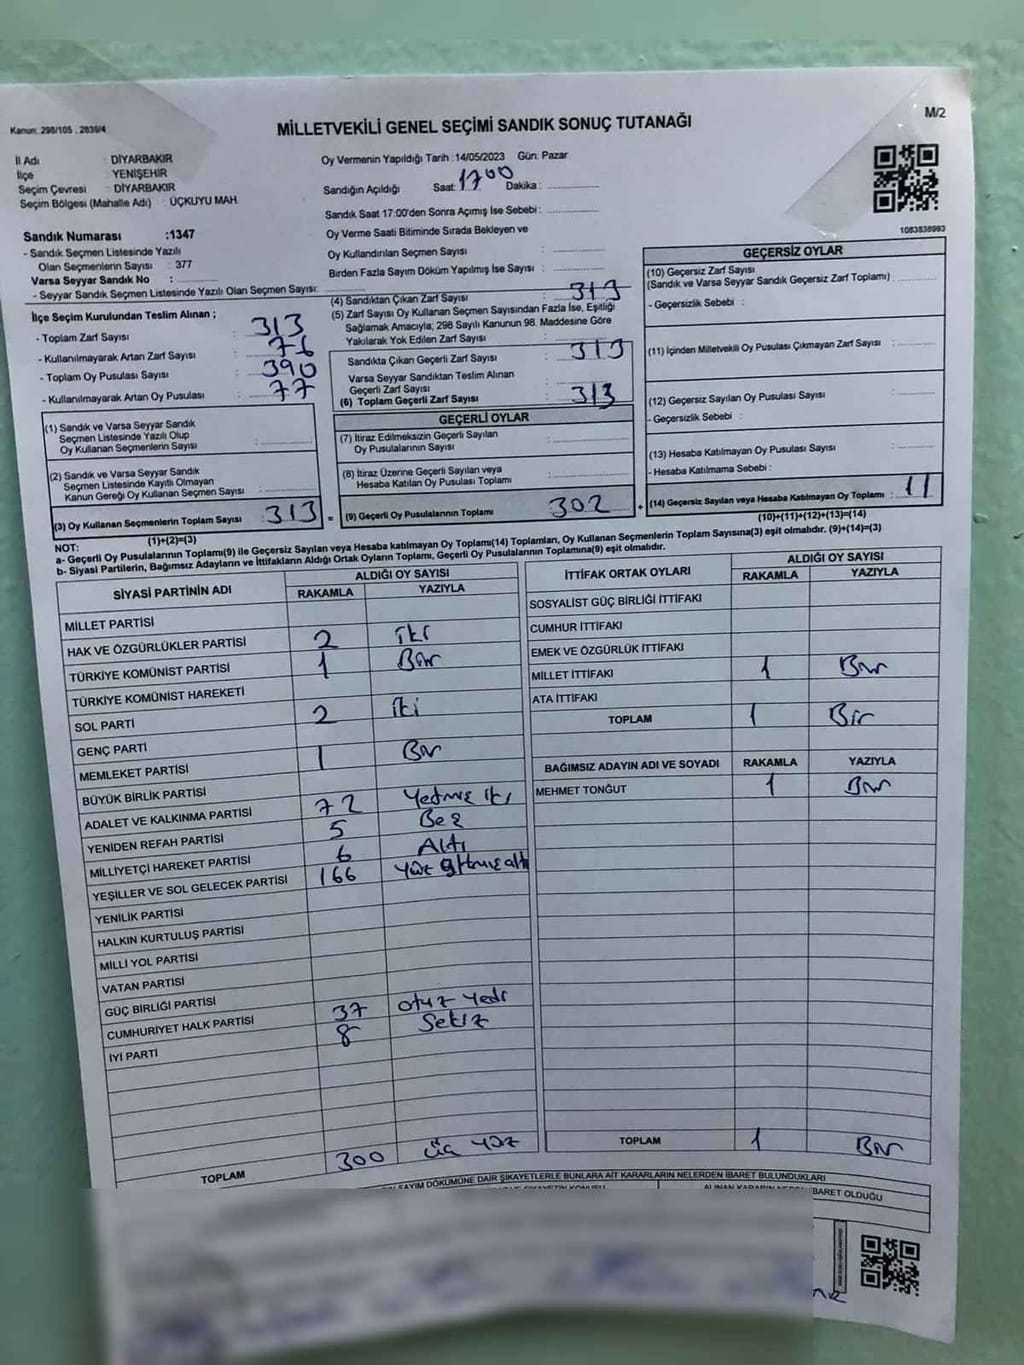 Kanun: 298/105 , 2839/4
MİLLETVEKİLİ GENEL SEÇİMİ SANDIK SONUÇ TUTANAĞI
M/2
İl Adı : DİYARBAKIR
İlçe : YENİŞEHİR
Seçim Çevresi : DİYARBAKIR
Seçim Bölgesi (Mahalle Adı) : ÜÇKUYU MAH.
Sandık Numarası :1347
- Sandık Seçmen Listesinde Yazılı
Olan Seçmenlerin Sayısı : 377
Varsa Seyyar Sandık No :
- Seyyar Sandık Seçmen Listesinde Yazılı Olan Seçmen Sayısı:
Oy Vermenin Yapıldığı Tarih :14/05/2023 Gün: Pazar
Sandığın Açıldığı Saat: 1700 Dakika :
Sandık Saat 17:00'den Sonra Açımış İse Sebebi :
Oy Verme Saati Bitiminde Sırada Bekleyen ve
Oy Kullandırılan Seçmen Sayısı :
Birden Fazla Sayım Döküm Yapılmış İse Sayısı :
1083838993
İlçe Seçim Kurulundan Teslim Alınan ;
- Toplam Zarf Sayısı : 313
- Kullanılmayarak Artan Zarf Sayısı : 76
- Toplam Oy Pusulası Sayısı : 390
- Kullanılmayarak Artan Oy Pusulası : 77
(4) Sandıktan Çıkan Zarf Sayısı : 313
(5) Zarf Sayısı Oy Kullanan Seçmen Sayısından Fazla İse, Eşitliği
Sağlamak Amacıyla; 298 Sayılı Kanunun 98. Maddesine Göre
Yakılarak Yok Edilen Zarf Sayısı :
Sandıkta Çıkan Geçerli Zarf Sayısı : 313
Varsa Seyyar Sandıktan Teslim Alınan
Geçerli Zarf Sayısı :
(6) Toplam Geçerli Zarf Sayısı : 313
GEÇERSİZ OYLAR
(10) Geçersiz Zarf Sayısı
(Sandık ve Varsa Seyyar Sandık Geçersiz Zarf Toplamı) :
- Geçersizlik Sebebi :
(11) İçinden Milletvekili Oy Pusulası Çıkmayan Zarf Sayısı :
(12) Geçersiz Sayılan Oy Pusulası Sayısı :
- Geçersizlik Sebebi :
(13) Hesaba Katılmayan Oy Pusulası Sayısı :
- Hesaba Katılmama Sebebi :
(14) Geçersiz Sayılan veya Hesaba Katılmayan Oy Toplamı : 11
(10)+(11)+(12)+(13)=(14)
(1) Sandık ve Varsa Seyyar Sandık
Seçmen Listesinde Yazılı Olup
Oy Kullanan Seçmenlerin Sayısı :
(2) Sandık ve Varsa Seyyar Sandık
Seçmen Listesinde Kayıtlı Olmayan
Kanun Gereği Oy Kullanan Seçmen Sayısı :
(3) Oy Kullanan Seçmenlerin Toplam Sayısı : 313 =
(1)+(2)=(3)
GEÇERLİ OYLAR
(7) İtiraz Edilmeksizin Geçerli Sayılan
Oy Pusulalarının Sayısı :
(8) İtiraz Üzerine Geçerli Sayılan veya
Hesaba Katılan Oy Pusulası Toplamı :
(9) Geçerli Oy Pusulalarının Toplamı : 302 +
NOT:
a- Geçerli Oy Pusulalarının Toplamı(9) ile Geçersiz Sayılan veya Hesaba katılmayan Oy Toplamı(14) Toplamları, Oy Kullanan Seçmenlerin Toplam Sayısına(3) eşit olmalıdır. (9)+(14)=(3)
b- Siyasi Partilerin, Bağımsız Adayların ve İttifakların Aldığı Ortak Oyların Toplamı, Geçerli Oy Pusulalarının Toplamına(9) eşit olmalıdır.
SİYASİ PARTİNİN ADI
ALDIĞI OY SAYISI
RAKAMLA YAZIYLA
MİLLET PARTİSİ
HAK VE ÖZGÜRLÜKLER PARTİSİ 2 iki
TÜRKİYE KOMÜNİST PARTİSİ 1 Bir
TÜRKİYE KOMÜNİST HAREKETİ
SOL PARTİ 2 iki
GENÇ PARTİ
MEMLEKET PARTİSİ 1 Bir
BÜYÜK BİRLİK PARTİSİ
ADALET VE KALKINMA PARTİSİ 72 Yetmiş iki
YENİDEN REFAH PARTİSİ 5 Beş
MİLLİYETÇİ HAREKET PARTİSİ 6 Altı
YEŞİLLER VE SOL GELECEK PARTİSİ 166 Yüz altmış altı
YENİLİK PARTİSİ
HALKIN KURTULUŞ PARTİSİ
MİLLİ YOL PARTİSİ
VATAN PARTİSİ
GÜÇ BİRLİĞİ PARTİSİ
CUMHURİYET HALK PARTİSİ 37 otuz Yedi
İYİ PARTİ 8 Sekiz
TOPLAM 300 üç Yüz
İTTİFAK ORTAK OYLARI
ALDIĞI OY SAYISI
RAKAMLA YAZIYLA
SOSYALİST GÜÇ BİRLİĞİ İTTİFAKI
CUMHUR İTTİFAKI
EMEK VE ÖZGÜRLÜK İTTİFAKI
MİLLET İTTİFAKI 1 Bir
ATA İTTİFAKI
TOPLAM 1 Bir
BAĞIMSIZ ADAYIN ADI VE SOYADI RAKAMLA YAZIYLA
MEHMET TONĞUT 1 Bir
TOPLAM 1 Bir
SAYIM DÖKÜMÜNE DAİR ŞİKAYETLERLE BUNLARA AİT KARARLARIN NELERDEN İBARET BULUNDUKLARI
İBARET OLDUĞU